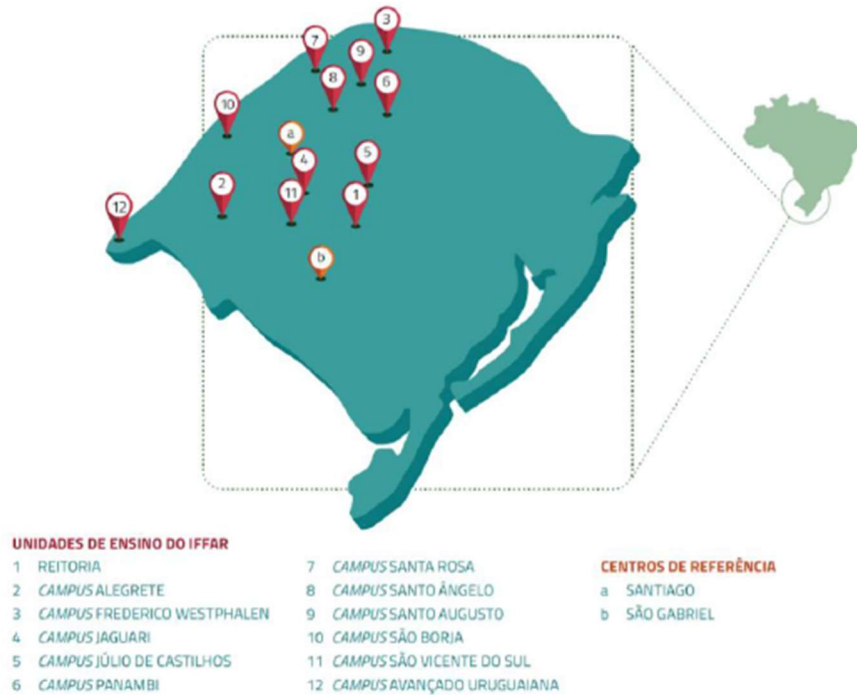 3
7
9
8
6
10
a
4
5
2
11
1
12
b
UNIDADES DE ENSINO DO IFFAR
1 REITORIA
2 CAMPUS ALEGRETE
3 CAMPUS FREDERICO WESTPHALEN
4 CAMPUS JAGUARI
5 CAMPUS JÚLIO DE CASTILHOS
6 CAMPUS PANAMBI
7 CAMPUS SANTA ROSA
8 CAMPUS SANTO ÂNGELO
9 CAMPUS SANTO AUGUSTO
10 CAMPUS SÃO BORJA
11 CAMPUS SÃO VICENTE DO SUL
12 CAMPUS AVANÇADO URUGUAIANA
CENTROS DE REFERÊNCIA
a SANTIAGO
b SÃO GABRIEL